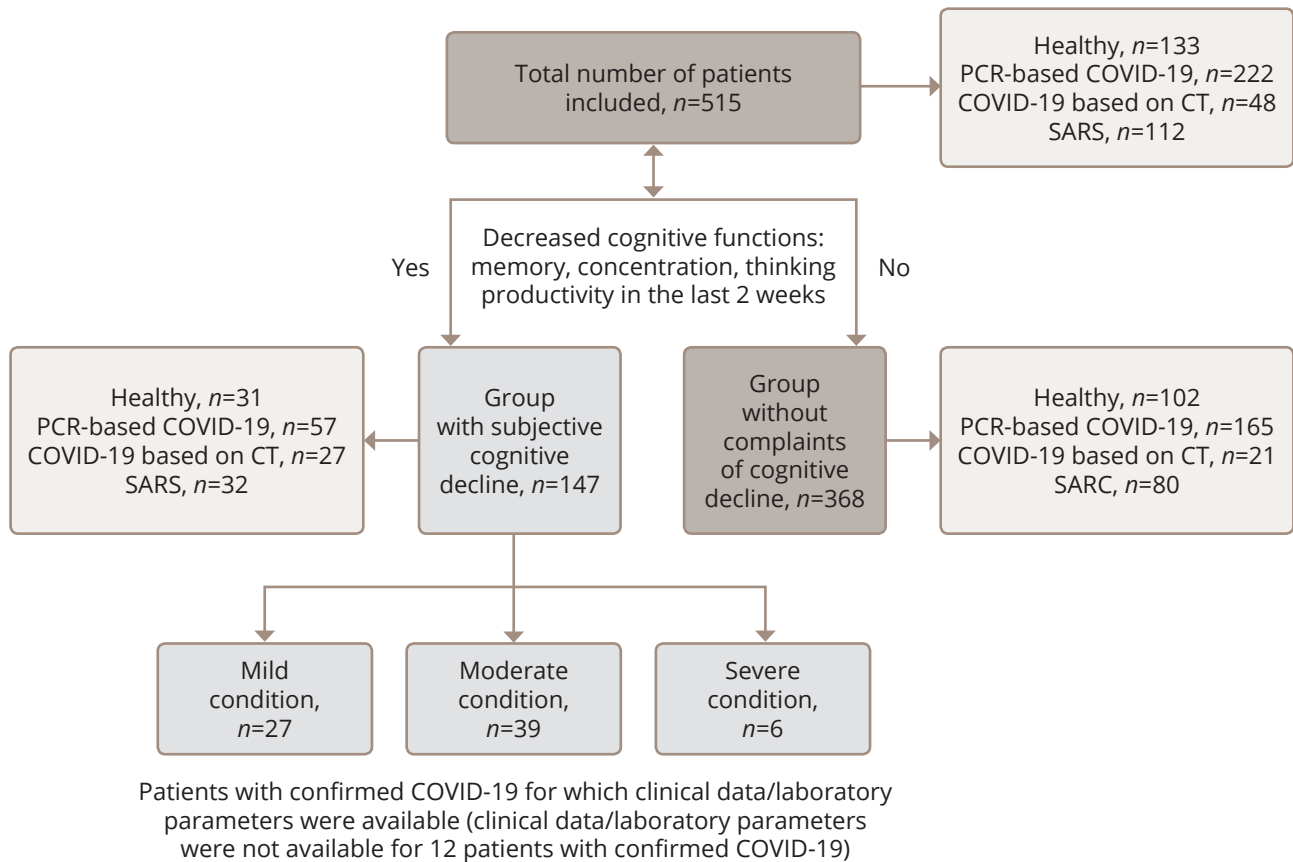 Total number of patients
included, n=515
Healthy, n=133
PCR-based COVID-19, n=222
COVID-19 based on CT, n=48
SARS, n=112
Decreased cognitive functions:
memory, concentration, thinking
productivity in the last 2 weeks
Yes
No
Healthy, n=31
PCR-based COVID-19, n=57
COVID-19 based on CT, n=27
SARS, n=32
Group
with subjective
cognitive
decline, n=147
Group
without
complaints
of cognitive
decline, n=368
Healthy, n=102
PCR-based COVID-19, n=165
COVID-19 based on CT, n=21
SARC, n=80
Mild
condition,
n=27
Moderate
condition,
n=39
Severe
condition,
n=6
Patients with confirmed COVID-19 for which clinical data/laboratory
parameters were available (clinical data/laboratory parameters
were not available for 12 patients with confirmed COVID-19)